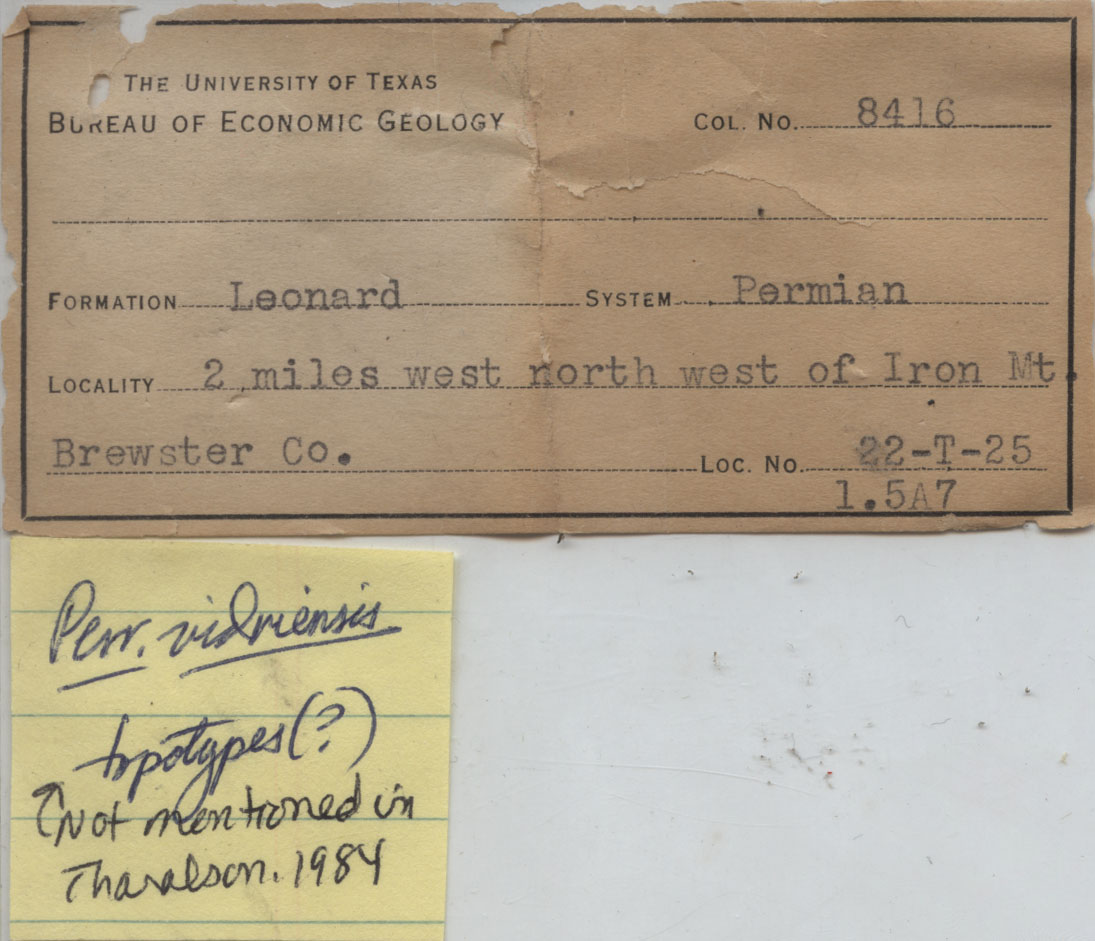 THE UNIVERSITY OF TEXAS
BUREAU OF ECONOMIC GEOLOGY
COL. NO. 8416
FORMATION Leonard SYSTEM Permian
LOCALITY 2 miles west north west of Iron Mt.
Brewster Co. LOC. NO. 22-T-25
1.5A7
Perr. vidriensis
topotypes(?)
↑Not mentioned in
Tharalson. 1984